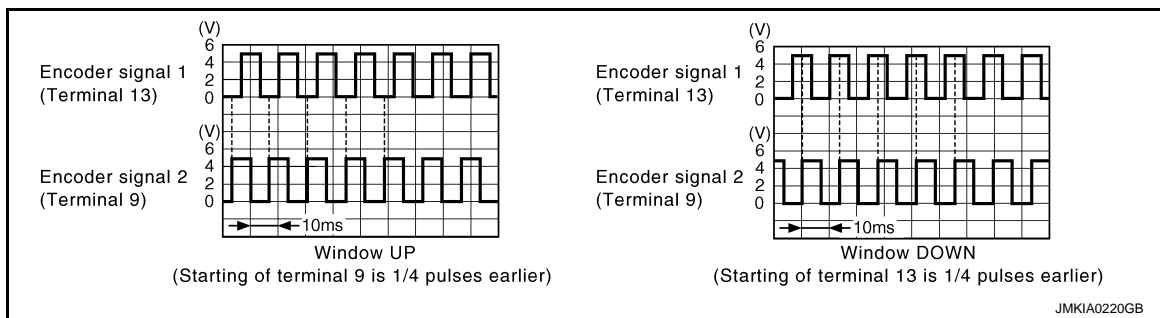 (V)
6
4
2
0
Encoder signal 1
(Terminal 13)
(V)
6
4
2
0
Encoder signal 2
(Terminal 9)
10ms
Window UP
(Starting of terminal 9 is 1/4 pulses earlier)
(V)
6
4
2
0
Encoder signal 1
(Terminal 13)
(V)
6
4
2
0
Encoder signal 2
(Terminal 9)
10ms
Window DOWN
(Starting of terminal 13 is 1/4 pulses earlier)
JMKIA0220GB